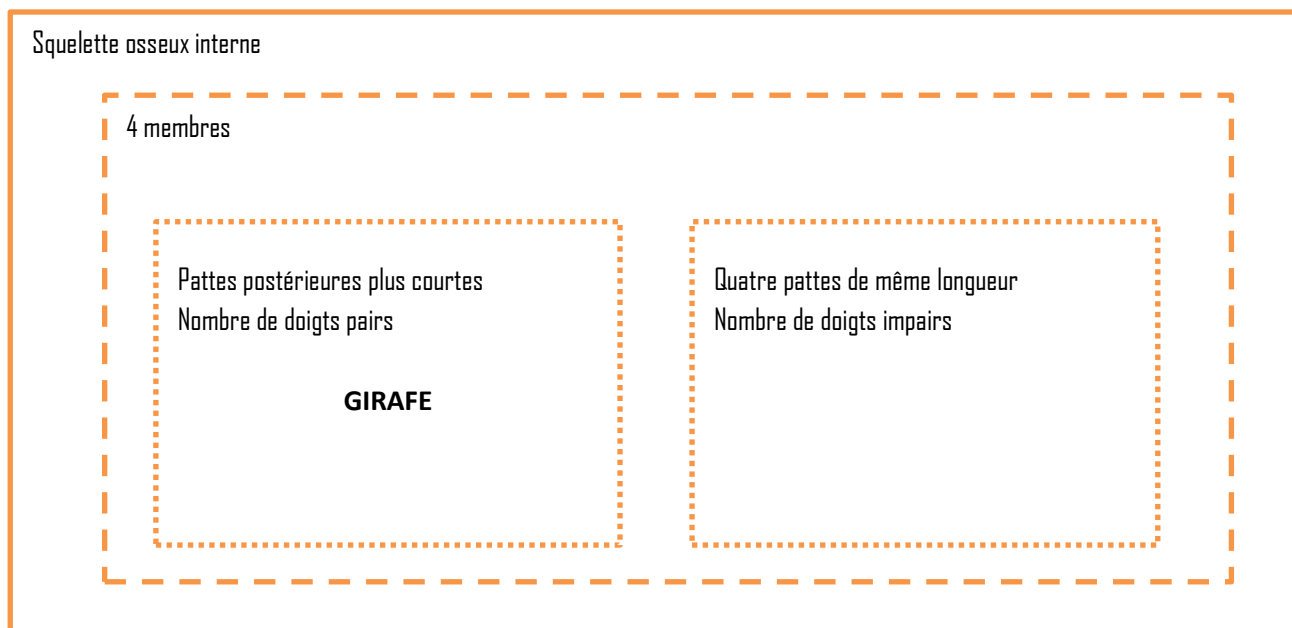 Squelette osseux interne
4 membres
Pattes postérieures plus courtes
Nombre de doigts pairs
GIRAFE
Quatre pattes de même longueur
Nombre de doigts impairs